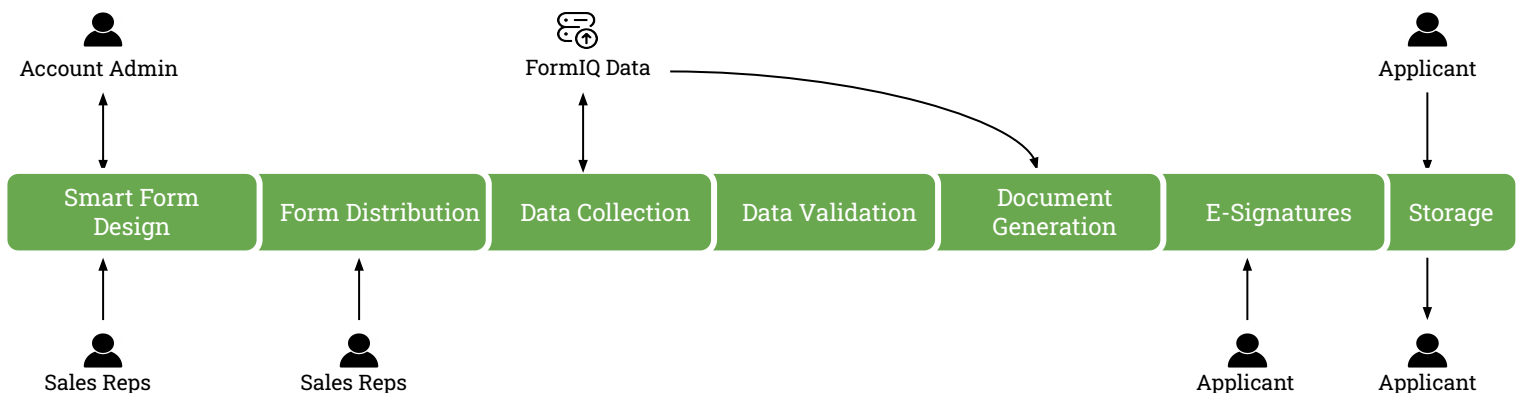 Account Admin
FormIQ Data
Applicant
Smart Form
Design
Form Distribution
Data Collection
Data Validation
Document
Generation
E-Signatures
Storage
Sales Reps
Sales Reps
Applicant
Applicant